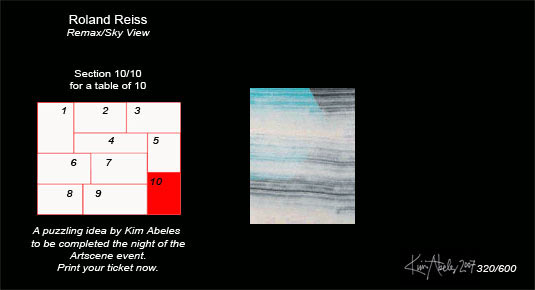 Roland Reiss
Remax/Sky View
Section 10/10
for a table of 10
1 2 3
4 5
6 7
10
8 9
A puzzling idea by Kim Abeles
to be completed the night of the
Artscene event.
Print your ticket now.
Kim Abeles 2007 320/600